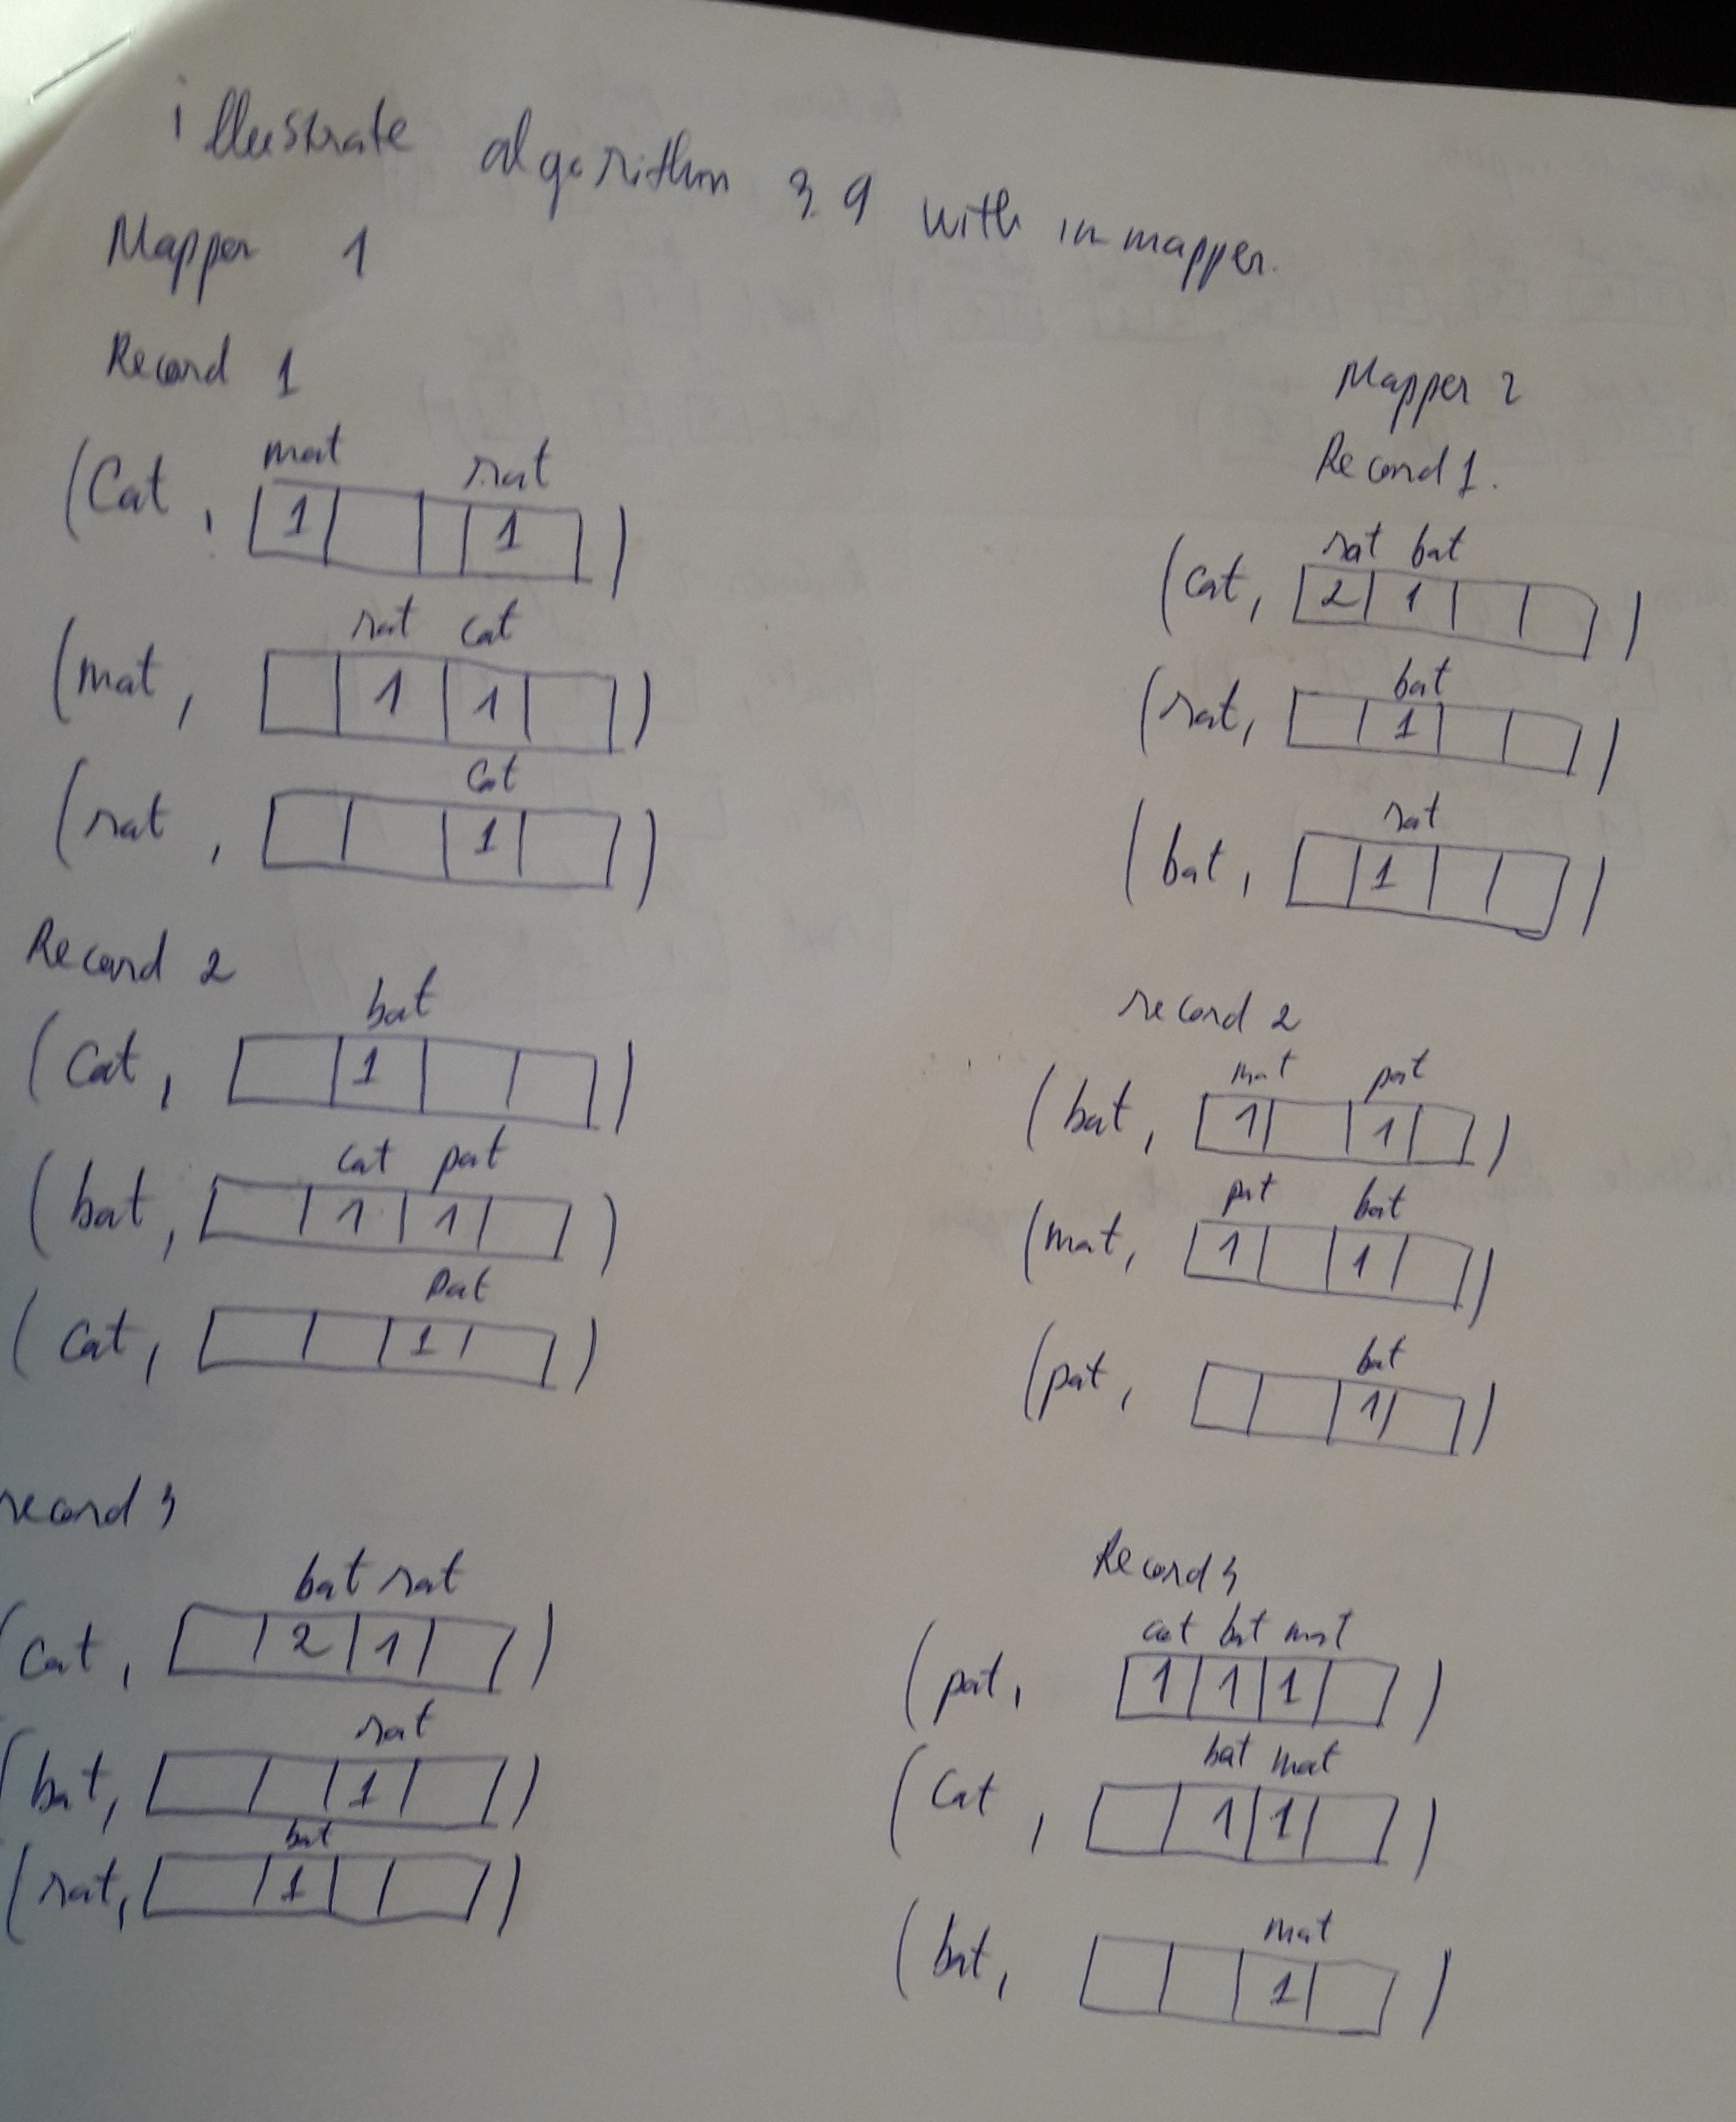 illustrate algorithm 3.9 with in mapper.
Mapper 1
Record 1
mat rat
(Cat, 1 1)
rat cat
(mat, 1 1)
cat
(rat, 1)
Record 2
bat
(cat, 1)
cat pat
(bat, 1 1)
Pat
(cat, 1)
record 3
bat rat
(cat, 2 1)
rat
(bat, 1)
bat
(rat, 1)
Mapper 2
Record 1.
rat bat
(cat, 2 1)
bat
(rat, 1)
rat
(bat, 1)
record 2
mat pat
(bat, 1 1)
pat bat
(mat, 1 1)
bat
(pat, 1)
Record 3
cat bat mat
(pat, 1 1 1)
bat mat
(Cat, 1 1)
mat
(bat, 1)